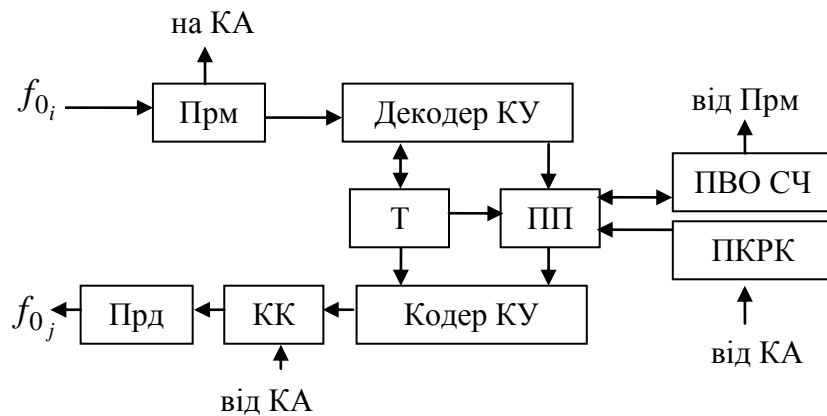 на КА
f0i
Прм
Декодер КУ
від Прм
ПВО СЧ
Т
ПП
ПКРК
f0j
Прд
КК
Кодер КУ
від КА
від КА